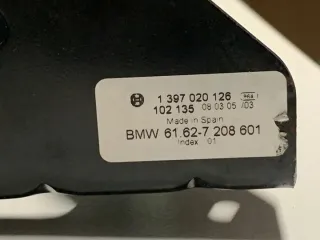 1 397 020 126
102 135 08 03 05 /03
Made in Spain
BMW 61.62-7 208 601
Index 01